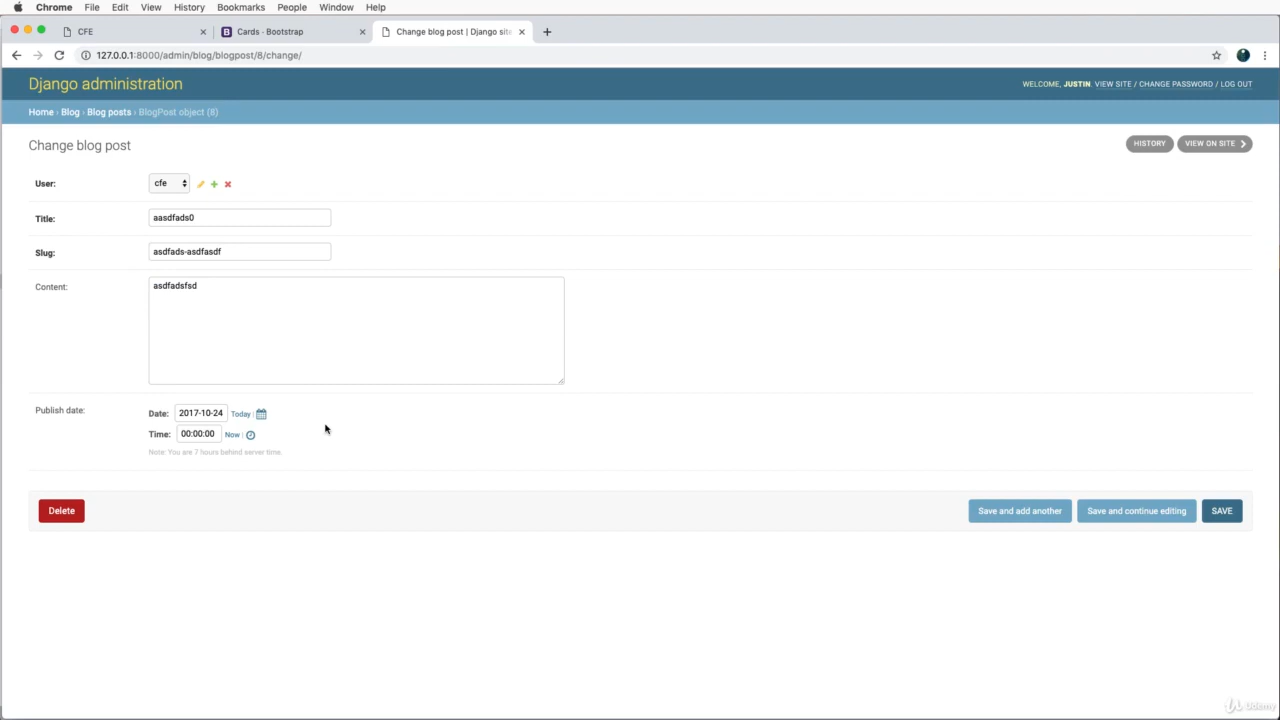 Chrome File Edit View History Bookmarks People Window Help
CFE Cards - Bootstrap Change blog post | Django site
127.0.0.1:8000/admin/blog/blogpost/8/change/
Django administration WELCOME, JUSTIN. VIEW SITE / CHANGE PASSWORD / LOG OUT
Home › Blog › Blog posts › BlogPost object (8)
Change blog post HISTORY VIEW ON SITE
User: cfe
Title: aasdfads0
Slug: asdfads-asdfasdf
Content: asdfadsfsd
Publish date: Date: 2017-10-24 Today |
Time: 00:00:00 Now |
Note: You are 7 hours behind server time.
Delete Save and add another Save and continue editing SAVE
Udemy